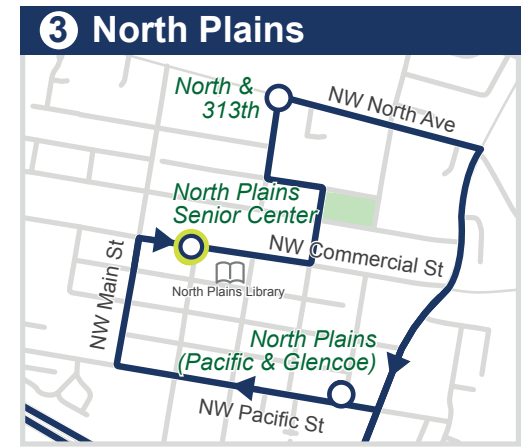 3 North Plains
North &
313th
NW North Ave
North Plains
Senior Center
NW Commercial St
NW Main St
North Plains Library
North Plains
(Pacific & Glencoe)
NW Pacific St